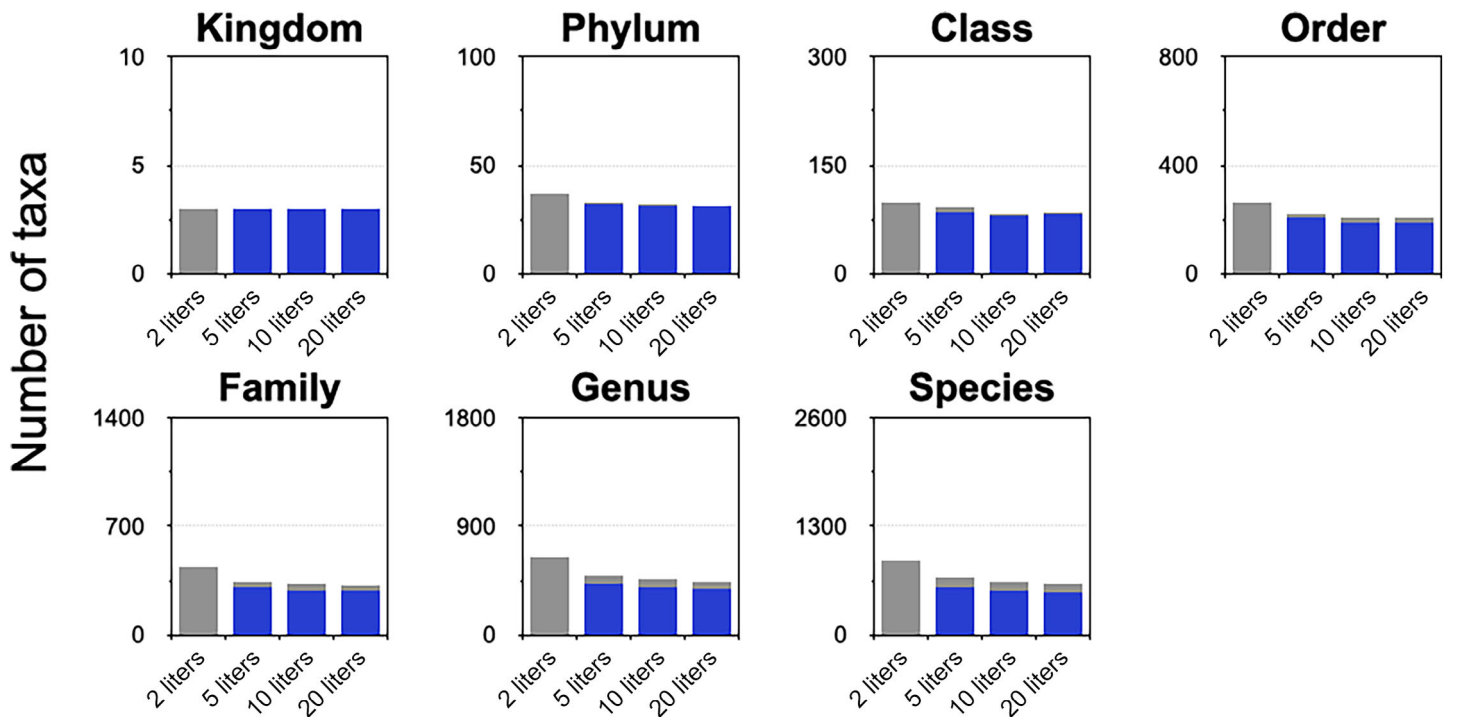 Number of taxa
Kingdom
10
5
0
2 liters
5 liters
10 liters
20 liters
Phylum
100
50
0
2 liters
5 liters
10 liters
20 liters
Class
300
150
0
2 liters
5 liters
10 liters
20 liters
Order
800
400
0
2 liters
5 liters
10 liters
20 liters
Family
1400
700
0
2 liters
5 liters
10 liters
20 liters
Genus
1800
900
0
2 liters
5 liters
10 liters
20 liters
Species
2600
1300
0
2 liters
5 liters
10 liters
20 liters